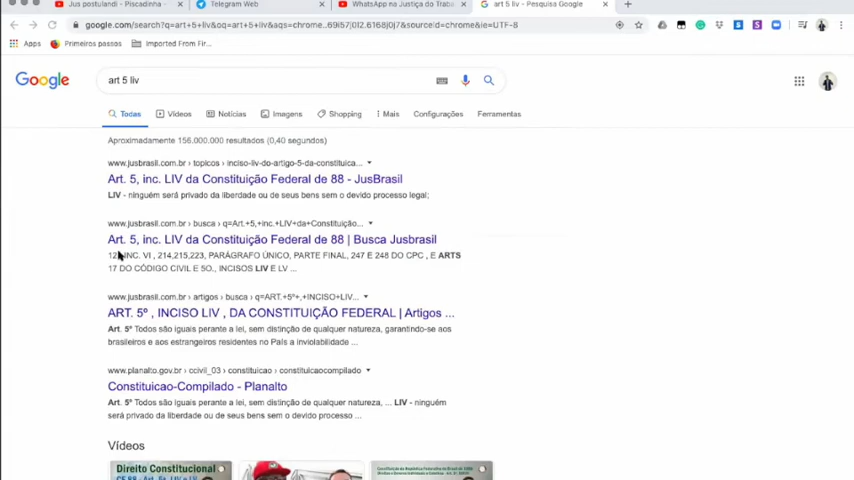 Jus postulandi - Piscadinha
Telegram Web
WhatsApp na Justiça do Traba
art 5 liv - Pesquisa Google
google.com/search?q=art+5+liv&oq=art+5+liv&aqs=chrome..69i57j0l2.6168j0j7&sourceid=chrome&ie=UTF-8
Apps
Primeiros passos
Imported From Fir...
Google
art 5 liv
Todas
Vídeos
Notícias
Imagens
Shopping
Mais
Configurações
Ferramentas
Aproximadamente 156.000.000 resultados (0,40 segundos)
www.jusbrasil.com.br › topicos › inciso-liv-do-artigo-5-da-constituica...
Art. 5, inc. LIV da Constituição Federal de 88 - JusBrasil
LIV - ninguém será privado da liberdade ou de seus bens sem o devido processo legal;
www.jusbrasil.com.br › busca › q=Art.+5,+inc.+LIV+da+Constituição...
Art. 5, inc. LIV da Constituição Federal de 88 | Busca Jusbrasil
INC. VI , 214,215,223, PARÁGRAFO ÚNICO, PARTE FINAL, 247 E 248 DO CPC , E ARTS
17 DO CÓDIGO CIVIL E 5O., INCISOS LIV E LV ...
www.jusbrasil.com.br › artigos › busca › q=ART.+5º+,+INCISO+LIV...
ART. 5º , INCISO LIV , DA CONSTITUIÇÃO FEDERAL | Artigos ...
Art. 5º Todos são iguais perante a lei, sem distinção de qualquer natureza, garantindo-se aos
brasileiros e aos estrangeiros residentes no País a inviolabilidade ...
www.planalto.gov.br › ccivil_03 › constituicao › constituicaocompilado
Constituicao-Compilado - Planalto
Art. 5º Todos são iguais perante a lei, sem distinção de qualquer natureza, ... LIV - ninguém
será privado da liberdade ou de seus bens sem o devido processo ...
Vídeos
Direito Constitucional
CF 88 - Art. 5º, LIV e LV